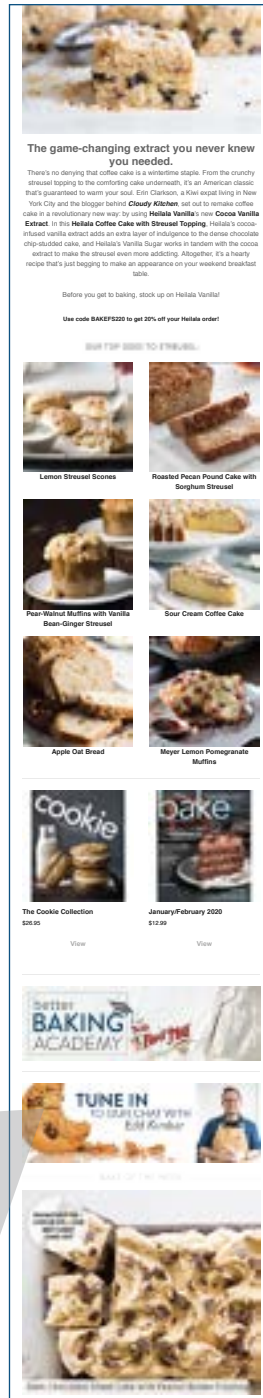 The game-changing extract you never knew
you needed.
There's no denying that coffee cake is a wintertime staple. From the crunchy
streusel topping to the comforting cake underneath, it's an American classic
that's guaranteed to warm your soul. Erin Clarkson, a Kiwi expat living in New
York City and the blogger behind Cloudy Kitchen, set out to remake coffee
cake in a revolutionary new way: by using Heilala Vanilla's new Cocoa Vanilla
Extract. In this Heilala Coffee Cake with Streusel Topping, Heilala's cocoa-
infused vanilla extract adds an extra layer of indulgence to the dense chocolate
chip-studded cake, and Heilala's Vanilla Sugar works in tandem with the cocoa
extract to make the streusel even more addicting. Altogether, it's a hearty
recipe that's just begging to make an appearance on your weekend breakfast
table.
Before you get to baking, stock up on Heilala Vanilla!
Use code BAKEFS220 to get 20% off your Heilala order!
Lemon Streusel Scones
Roasted Pecan Pound Cake with
Sorghum Streusel
Pear-Walnut Muffins with Vanilla
Bean-Ginger Streusel
Sour Cream Coffee Cake
Apple Oat Bread
Meyer Lemon Pomegranate
Muffins
cookie
bake
The Cookie Collection
$26.95
View
January/February 2020
$12.99
View
better
BAKING
ACADEMY
TUNE IN
TO OUR CHAT WITH
Edd Kimber